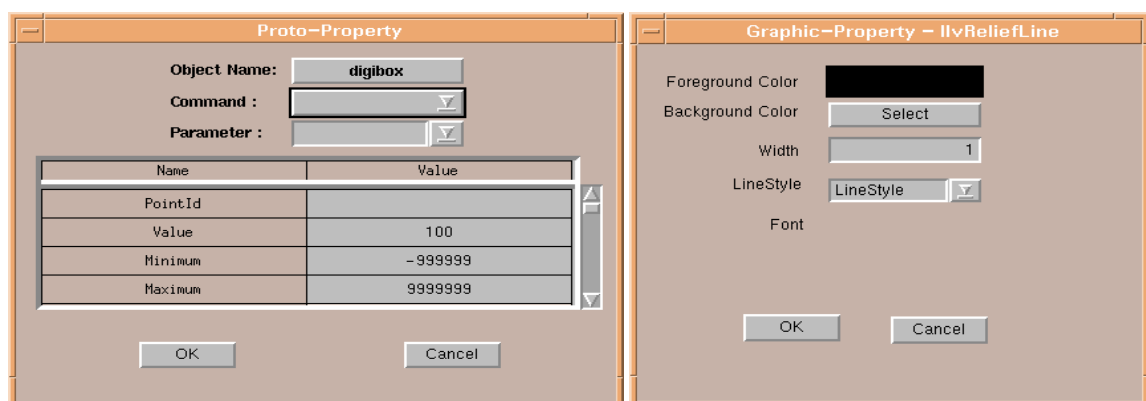 Proto-Property
Object Name: digibox
Command :
Parameter :
Name Value
PointId
Value 100
Minimum -999999
Maximum 9999999
OK Cancel
Graphic-Property - IlvReliefLine
Foreground Color
Background Color Select
Width 1
LineStyle LineStyle
Font
OK Cancel